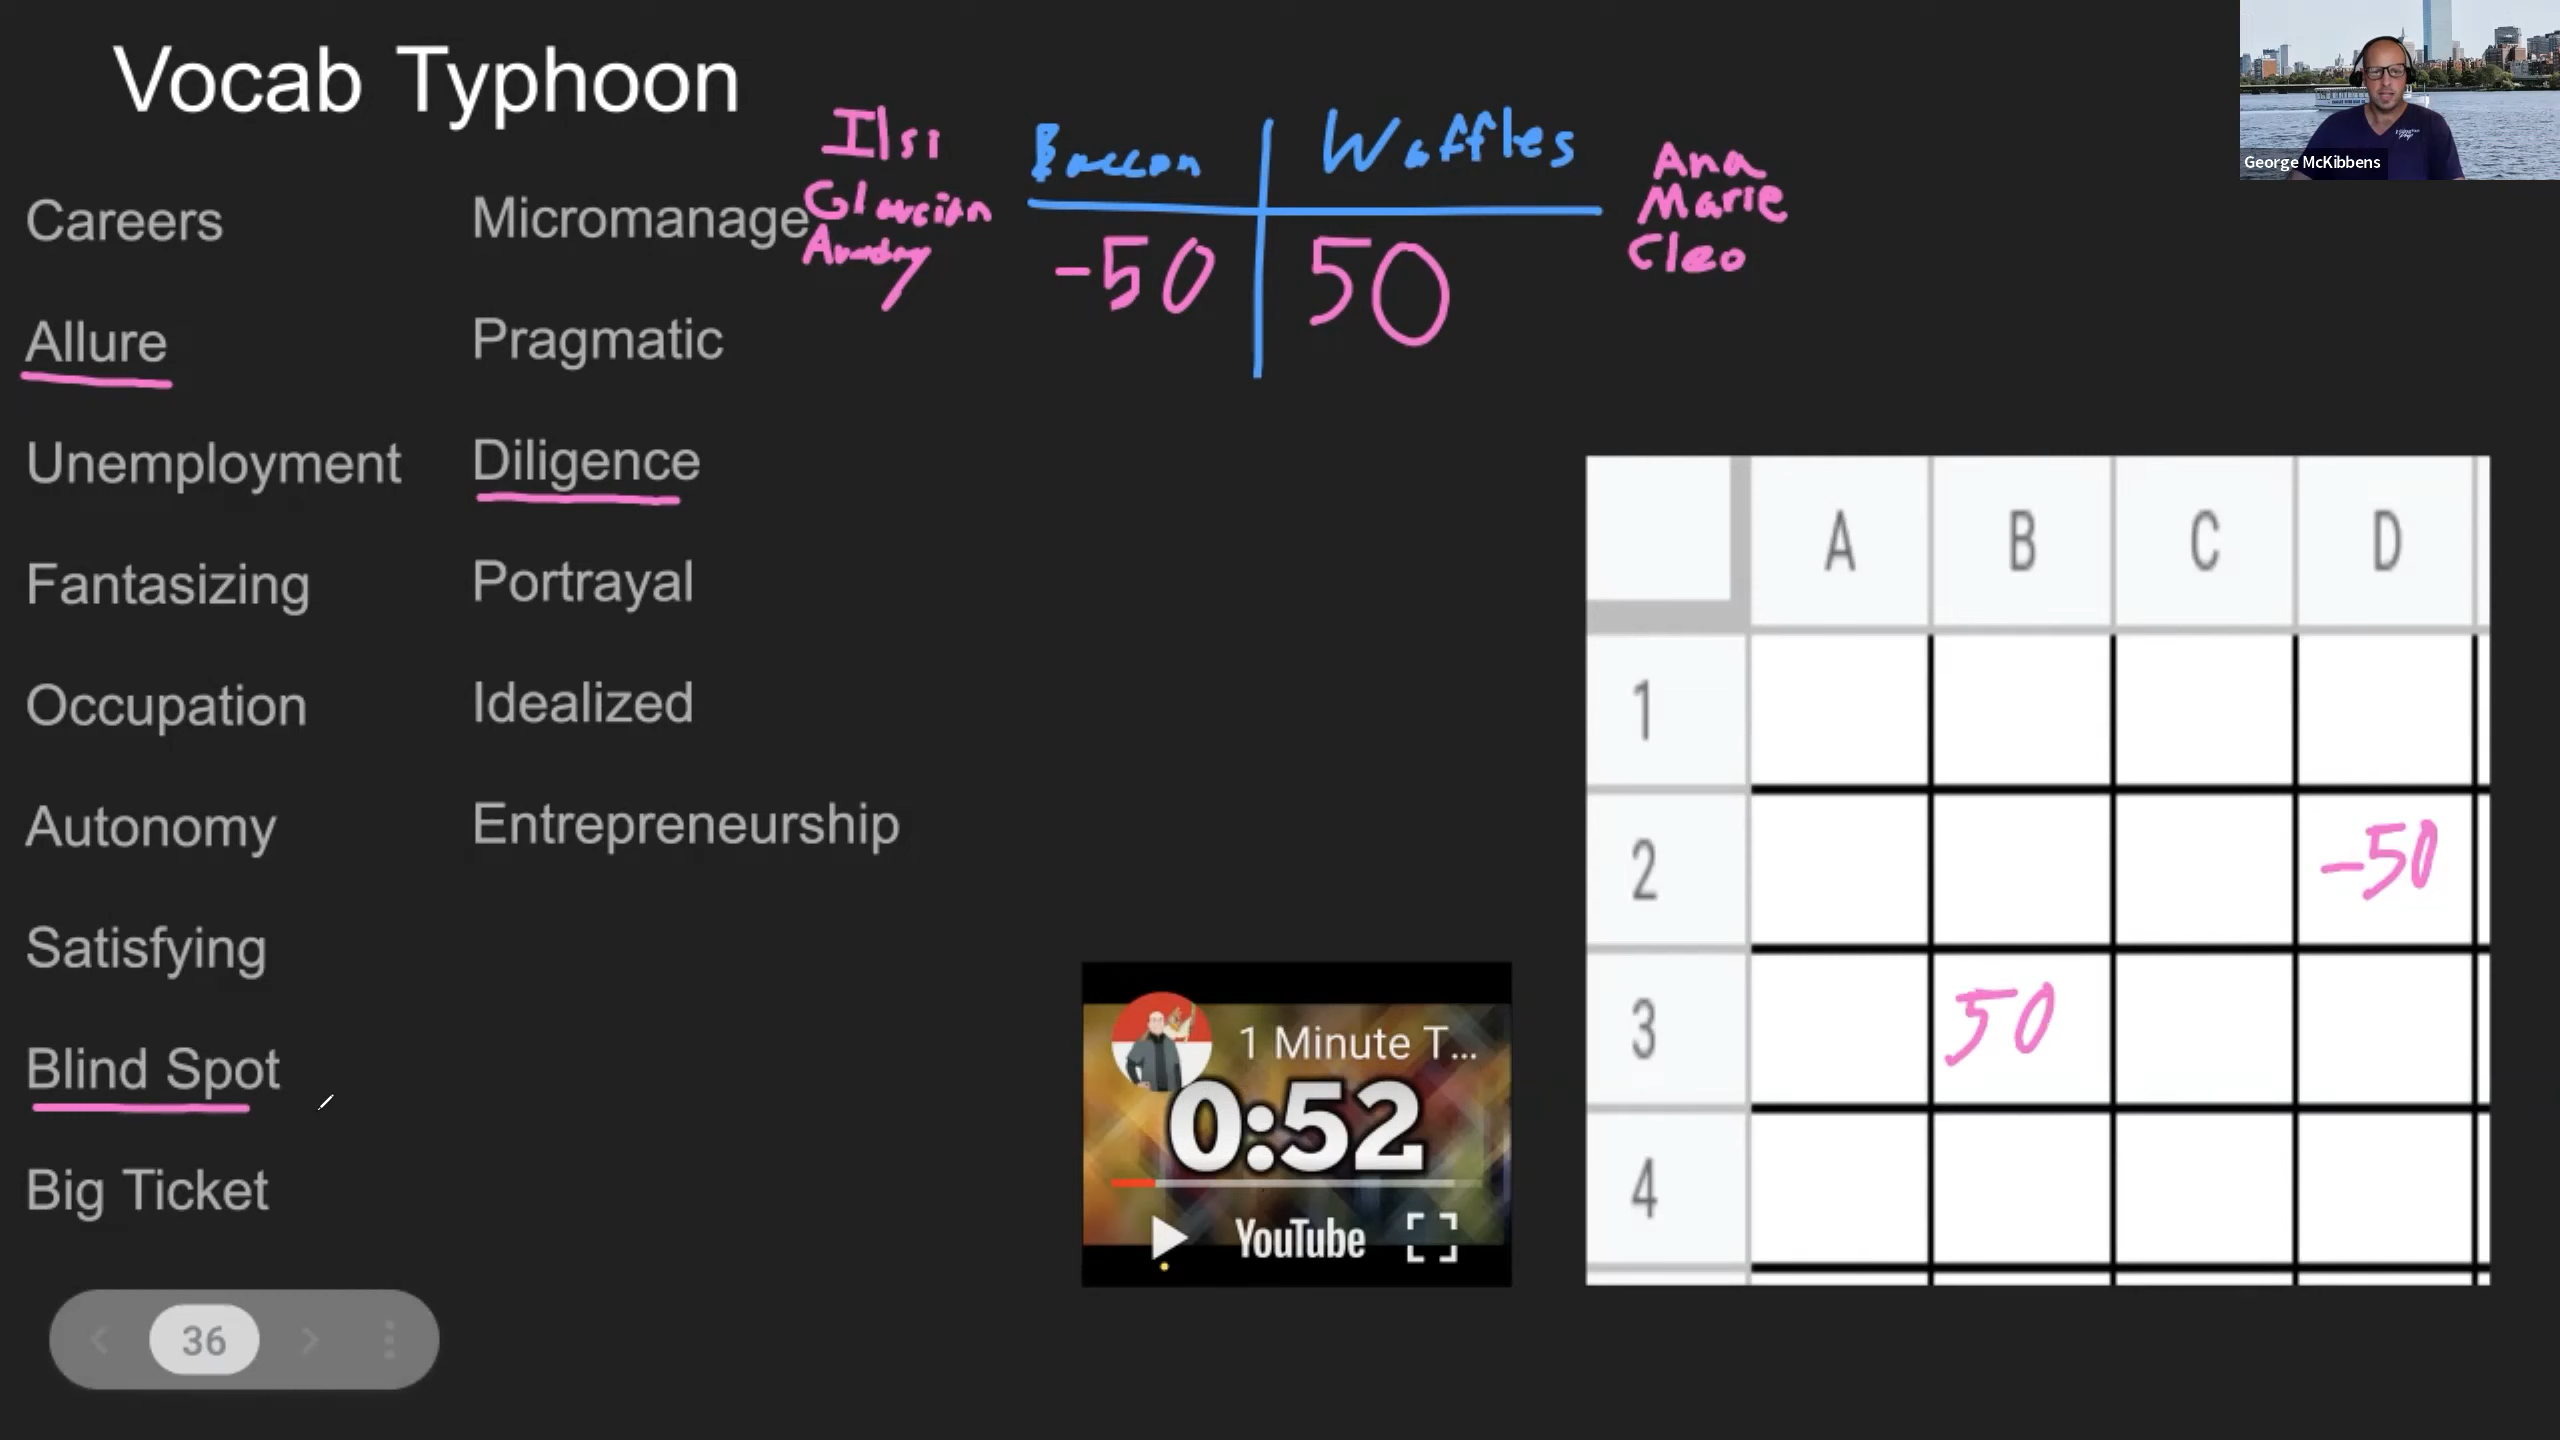 Vocab Typhoon
Ilsi
Audrey
Baccon
Waffles
Ana
Marie
Cleo
-50
50
George McKibbens
Careers
Allure
Unemployment
Fantasizing
Occupation
Autonomy
Satisfying
Blind Spot
Big Ticket
Micromanage
Pragmatic
Diligence
Portrayal
Idealized
Entrepreneurship
A B C D
1
2 -50
3 50
4
1 Minute T...
0:52
YouTube
36